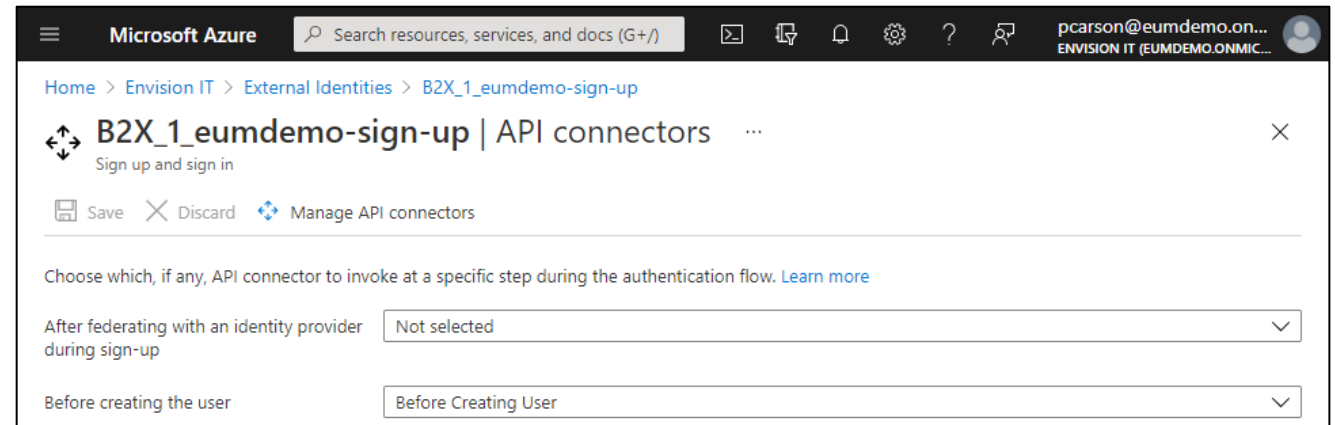 Microsoft Azure
Search resources, services, and docs (G+/)
pcarson@eumdemo.on...
ENVISION IT (EUMDEMO.ONMIC...
Home > Envision IT > External Identities > B2X_1_eumdemo-sign-up
B2X_1_eumdemo-sign-up | API connectors ...
Sign up and sign in
Save Discard Manage API connectors
Choose which, if any, API connector to invoke at a specific step during the authentication flow. Learn more
After federating with an identity provider
during sign-up
Not selected
Before creating the user
Before Creating User